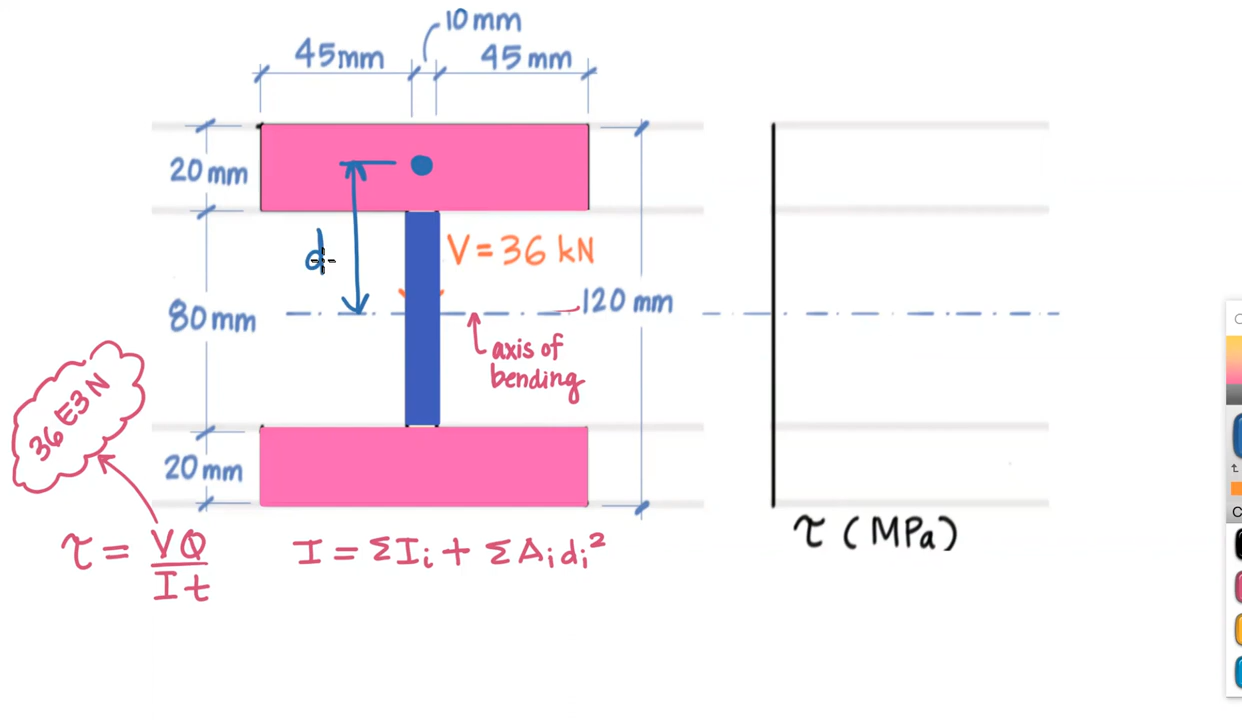 10 mm
45 mm
45 mm
20 mm
d
V = 36 kN
80 mm
120 mm
axis of
bending
36 E3 N
20 mm
τ = VQ / It
I = ΣIᵢ + ΣAᵢdᵢ²
τ (MPa)